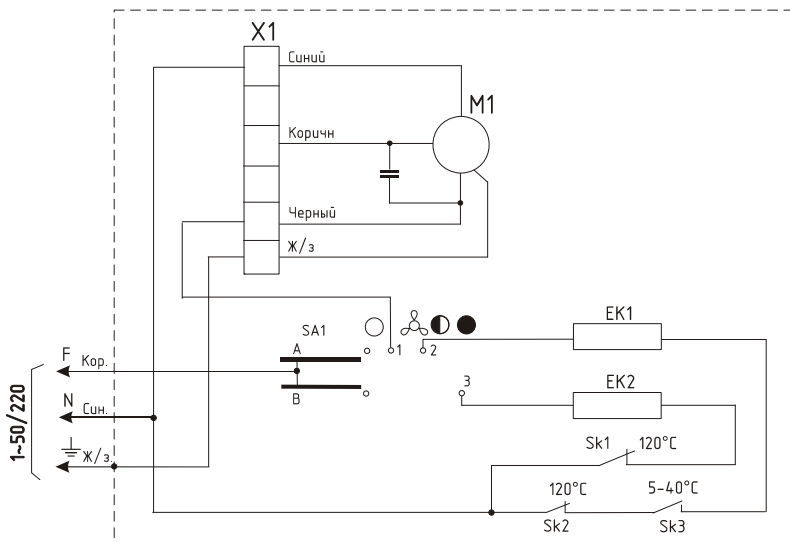 X1
Синий
M1
Коричн
Черный
Ж/з
SA1
EK1
A
1
2
F
Кор.
B
3
EK2
N
Син.
1~50/220
Sk1
120°C
Ж/з.
120°C
5-40°C
Sk2
Sk3